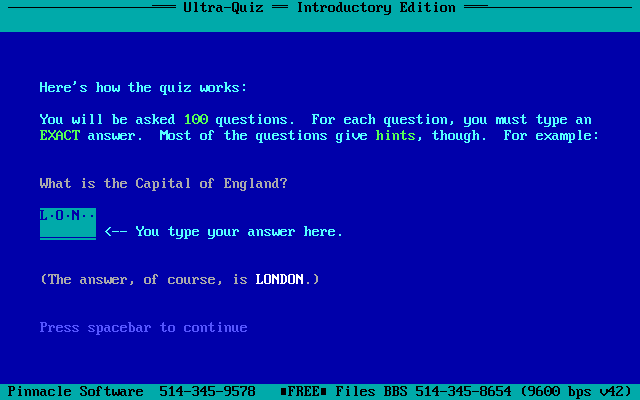 Ultra-Quiz ══ Introductory Edition
Here's how the quiz works:
You will be asked 100 questions.  For each question, you must type an
EXACT answer.  Most of the questions give hints, though.  For example:
What is the Capital of England?
L·O·N··
<-- You type your answer here.
(The answer, of course, is LONDON.)
Press spacebar to continue
Pinnacle Software  514-345-9578   ∎FREE∎ Files BBS 514-345-8654 (9600 bps v42)